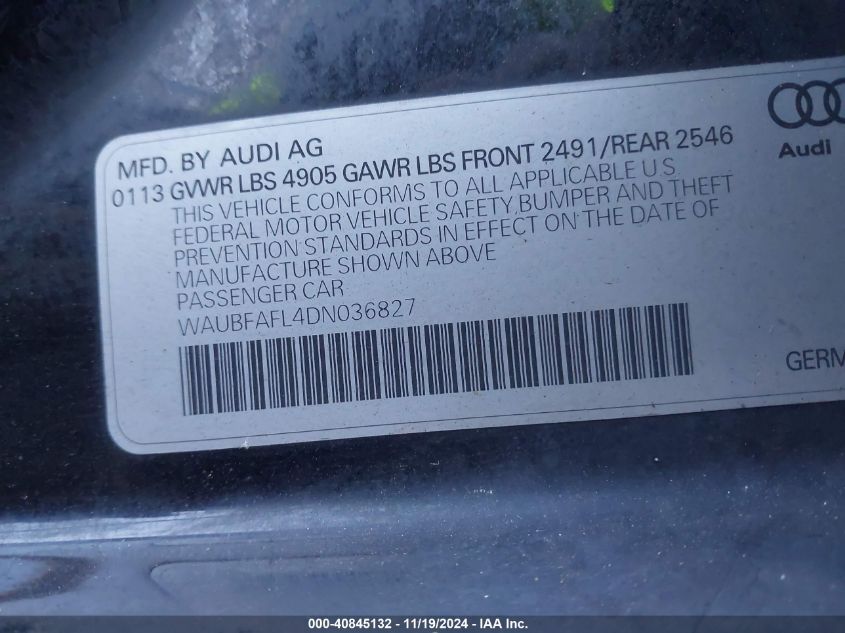 MFD. BY AUDI AG
0113 GVWR LBS 4905 GAWR LBS FRONT 2491/REAR 2546
THIS VEHICLE CONFORMS TO ALL APPLICABLE U.S.
FEDERAL MOTOR VEHICLE SAFETY,BUMPER AND THEFT
PREVENTION STANDARDS IN EFFECT ON THE DATE OF
MANUFACTURE SHOWN ABOVE
PASSENGER CAR
WAUBFAFL4DN036827
Audi
GERM
000-40845132 - 11/19/2024 - IAA Inc.